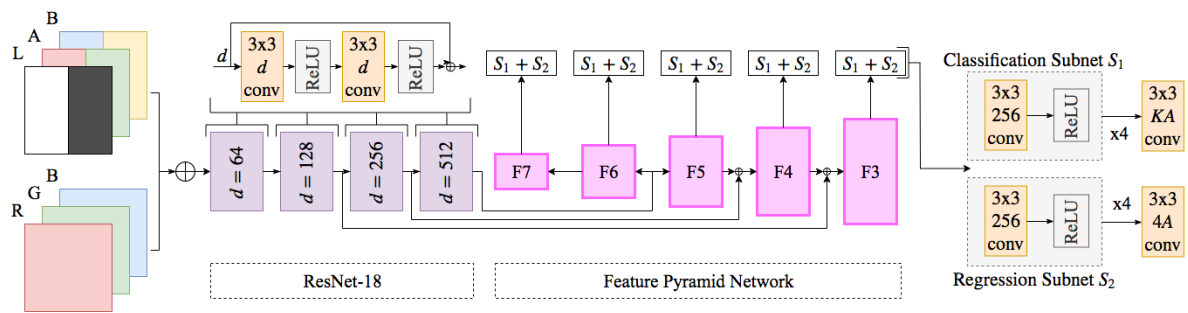 B
A
L
B
G
R
d
3x3
d
conv
ReLU
3x3
d
conv
ReLU
d = 64
d = 128
d = 256
d = 512
ResNet-18
S₁ + S₂
S₁ + S₂
S₁ + S₂
S₁ + S₂
S₁ + S₂
F7
F6
F5
F4
F3
Feature Pyramid Network
Classification Subnet S₁
3x3
256
conv
ReLU
x4
3x3
KA
conv
3x3
256
conv
ReLU
x4
3x3
4A
conv
Regression Subnet S₂